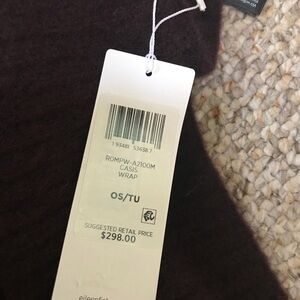 ROMPW-A2100M
CASIS
WRAP
OS/TU
SUGGESTED RETAIL PRICE
$298.00